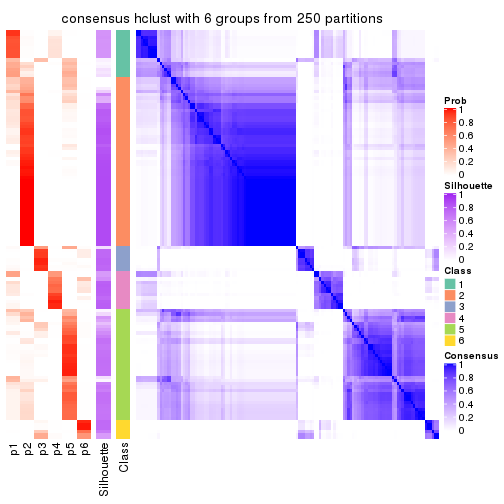 consensus hclust with 6 groups from 250 partitions
Prob
1
0.8
0.6
0.4
0.2
0
Silhouette
1
0.8
0.6
0.4
0.2
0
Class
1
2
3
4
5
6
Consensus
1
0.8
0.6
0.4
0.2
0
p1
p2
p3
p4
p5
p6
Silhouette
Class